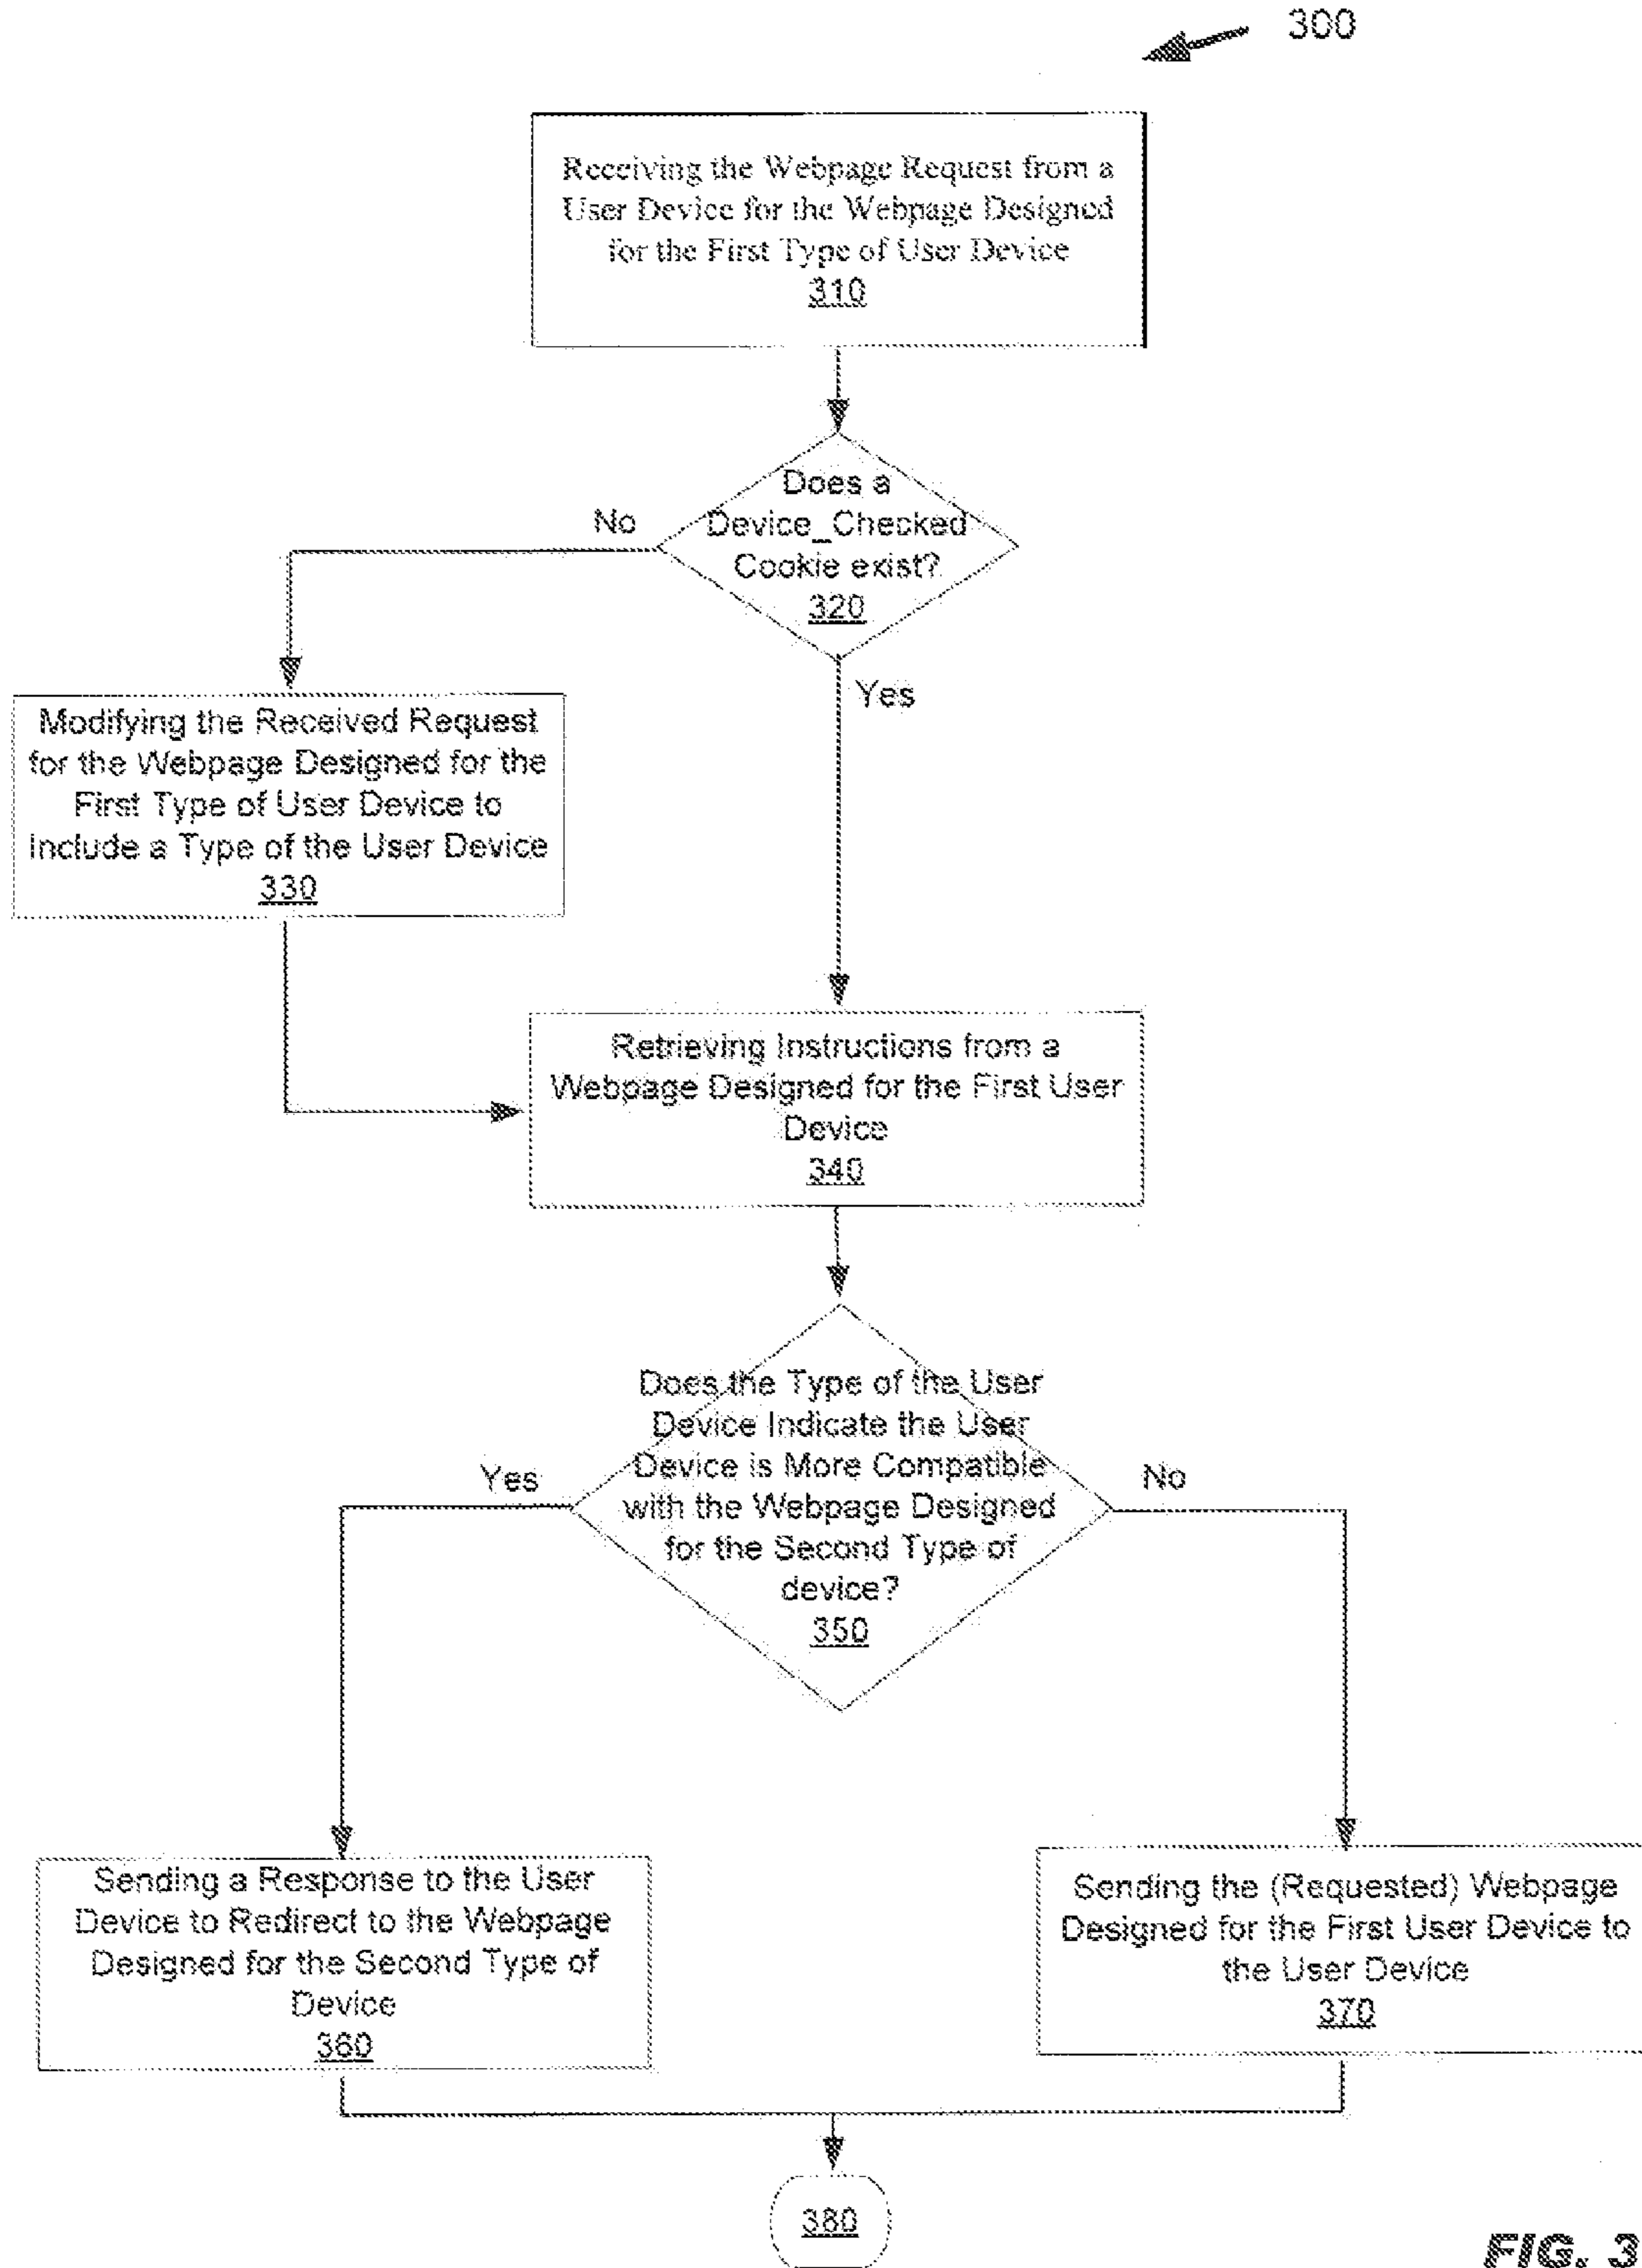 300
Receiving the Webpage Request from a
User Device for the Webpage Designed
for the First Type of User Device
310
Does a
Device_Checked
Cookie exist?
320
No
Yes
Modifying the Received Request
for the Webpage Designed for the
First Type of User Device to
Include a Type of the User Device
330
Retrieving Instructions from a
Webpage Designed for the First User
Device
340
Does the Type of the User
Device Indicate the User
Device is More Compatible
with the Webpage Designed
for the Second Type of
device?
350
Yes
No
Sending a Response to the User
Device to Redirect to the Webpage
Designed for the Second Type of
Device
360
Sending the (Requested) Webpage
Designed for the First User Device to
the User Device
370
380
FIG. 3